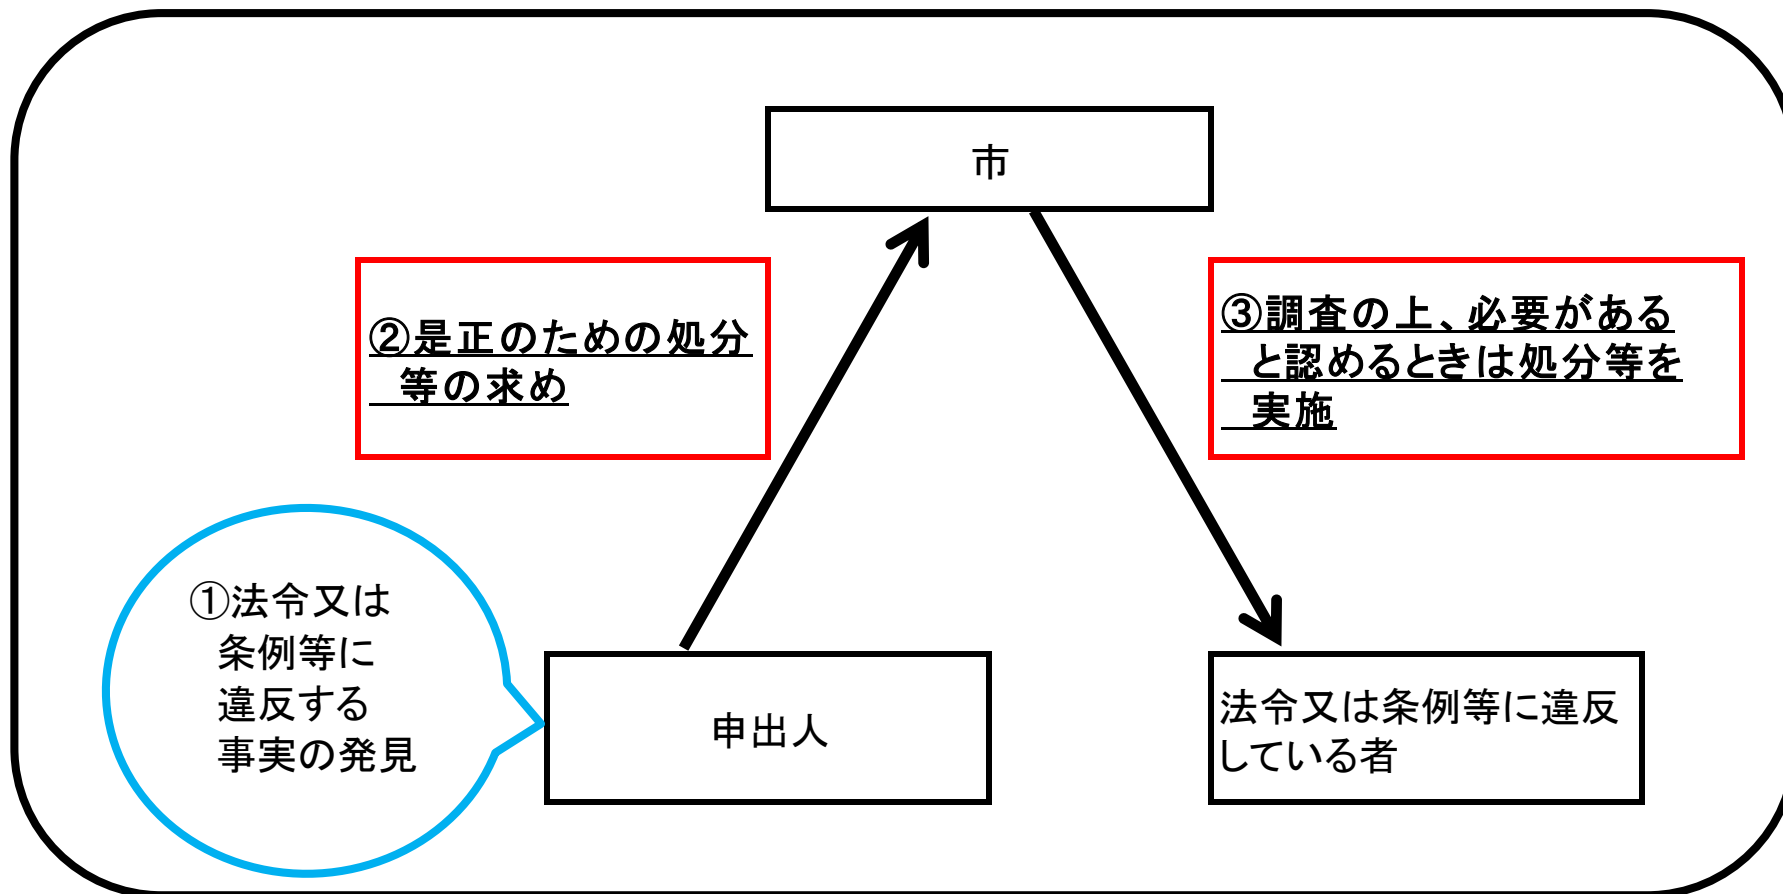 市
②是正のための処分
等の求め
③調査の上、必要がある
と認めるときは処分等を
実施
①法令又は
条例等に
違反する
事実の発見
申出人
法令又は条例等に違反
している者